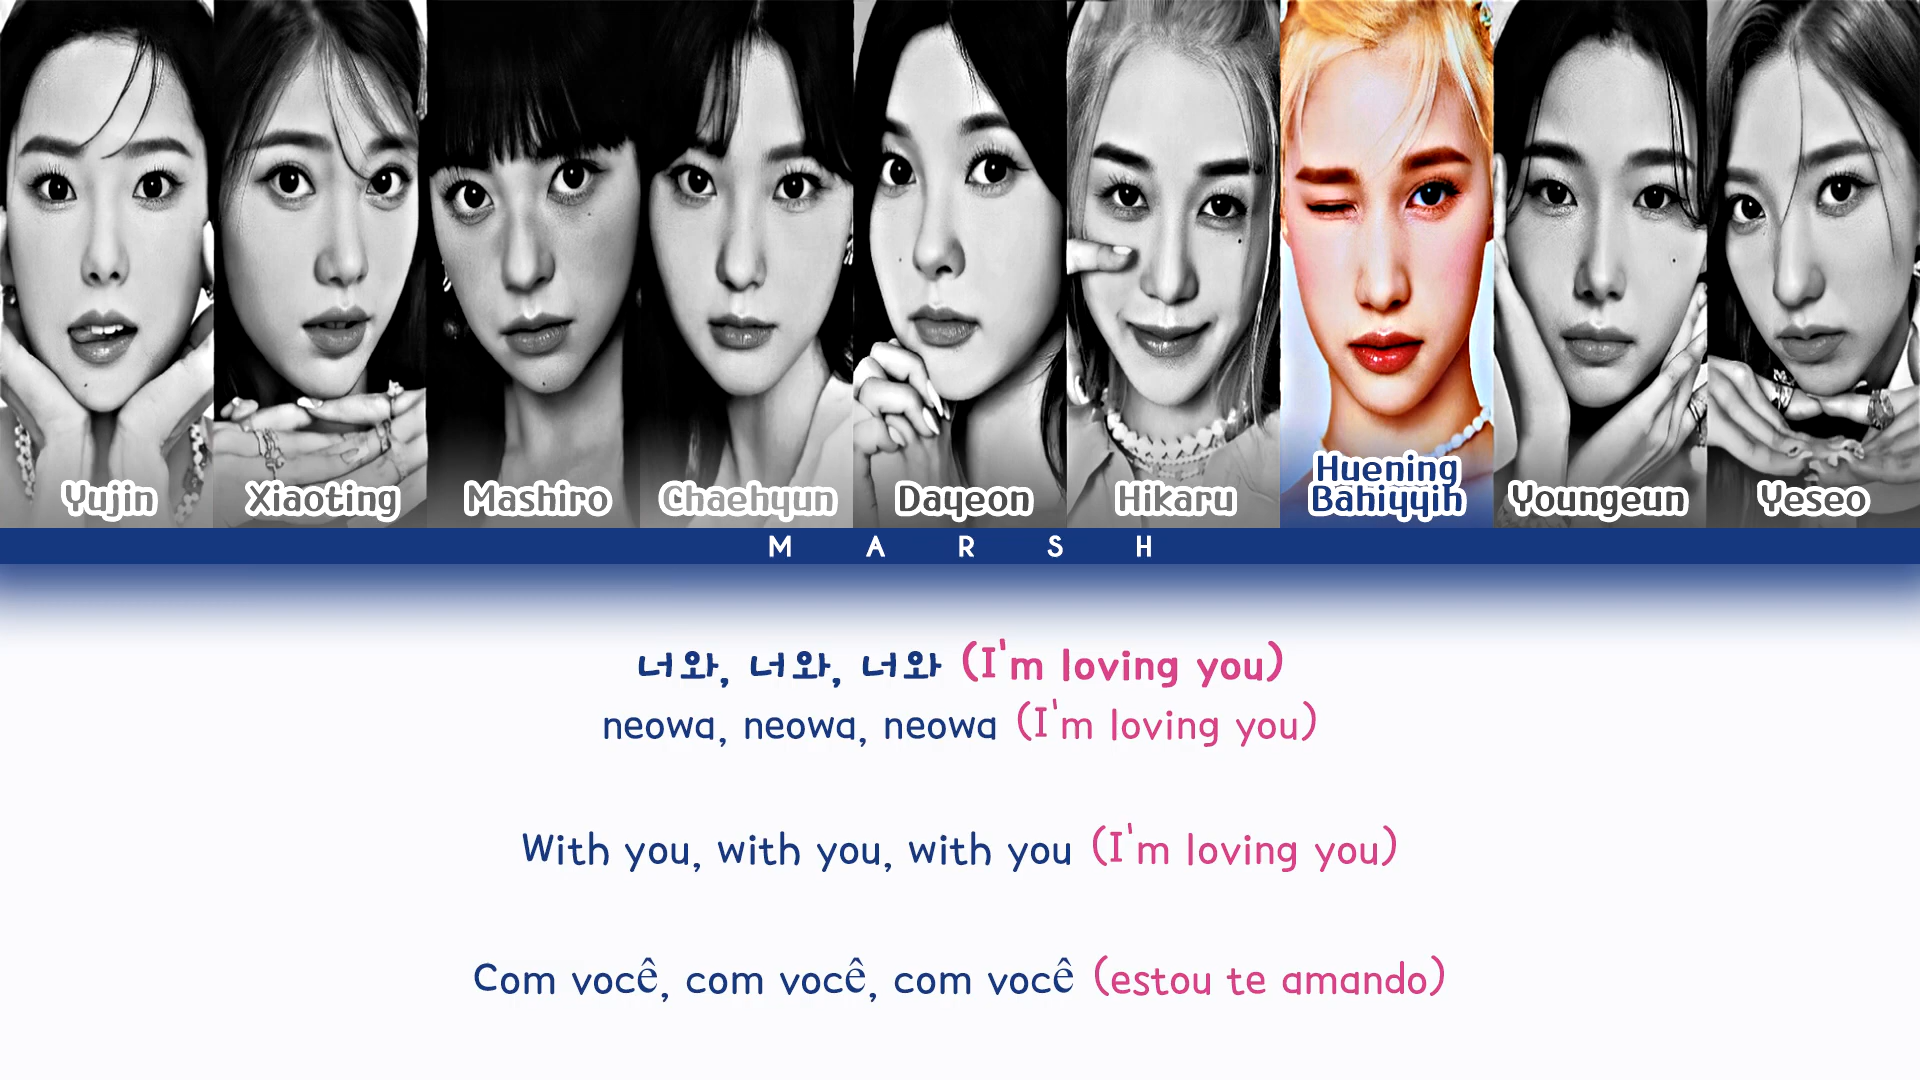 Yujin
Xiaoting
Mashiro
Chaehyun
Dayeon
Hikaru
Huening
Bahiyyih
Youngeun
Yeseo
M A R S H
너와, 너와, 너와 (I'm loving you)
neowa, neowa, neowa (I'm loving you)
With you, with you, with you (I'm loving you)
Com você, com você, com você (estou te amando)